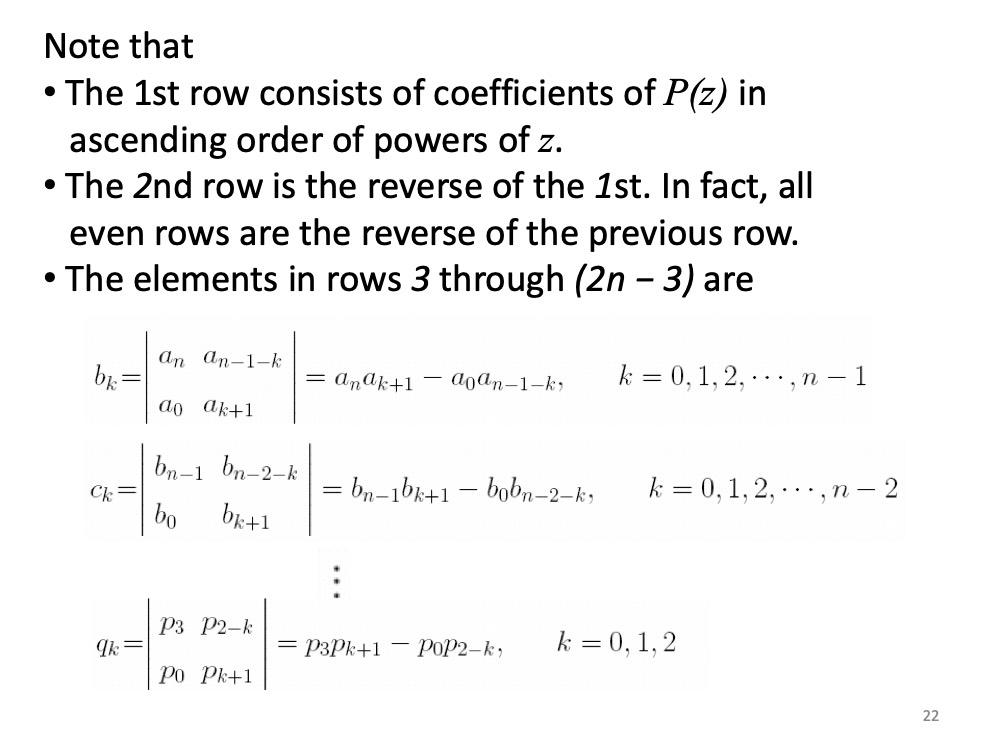 Note that
• The 1st row consists of coefficients of P(z) in
ascending order of powers of z.
• The 2nd row is the reverse of the 1st. In fact, all
even rows are the reverse of the previous row.
• The elements in rows 3 through (2n − 3) are
b_k = | a_n a_{n−1−k} ; a_0 a_{k+1} | = a_n a_{k+1} − a_0 a_{n−1−k}, k = 0, 1, 2, ⋯, n − 1
c_k = | b_{n−1} b_{n−2−k} ; b_0 b_{k+1} | = b_{n−1} b_{k+1} − b_0 b_{n−2−k}, k = 0, 1, 2, ⋯, n − 2
⋮
q_k = | p_3 p_{2−k} ; p_0 p_{k+1} | = p_3 p_{k+1} − p_0 p_{2−k}, k = 0, 1, 2
22